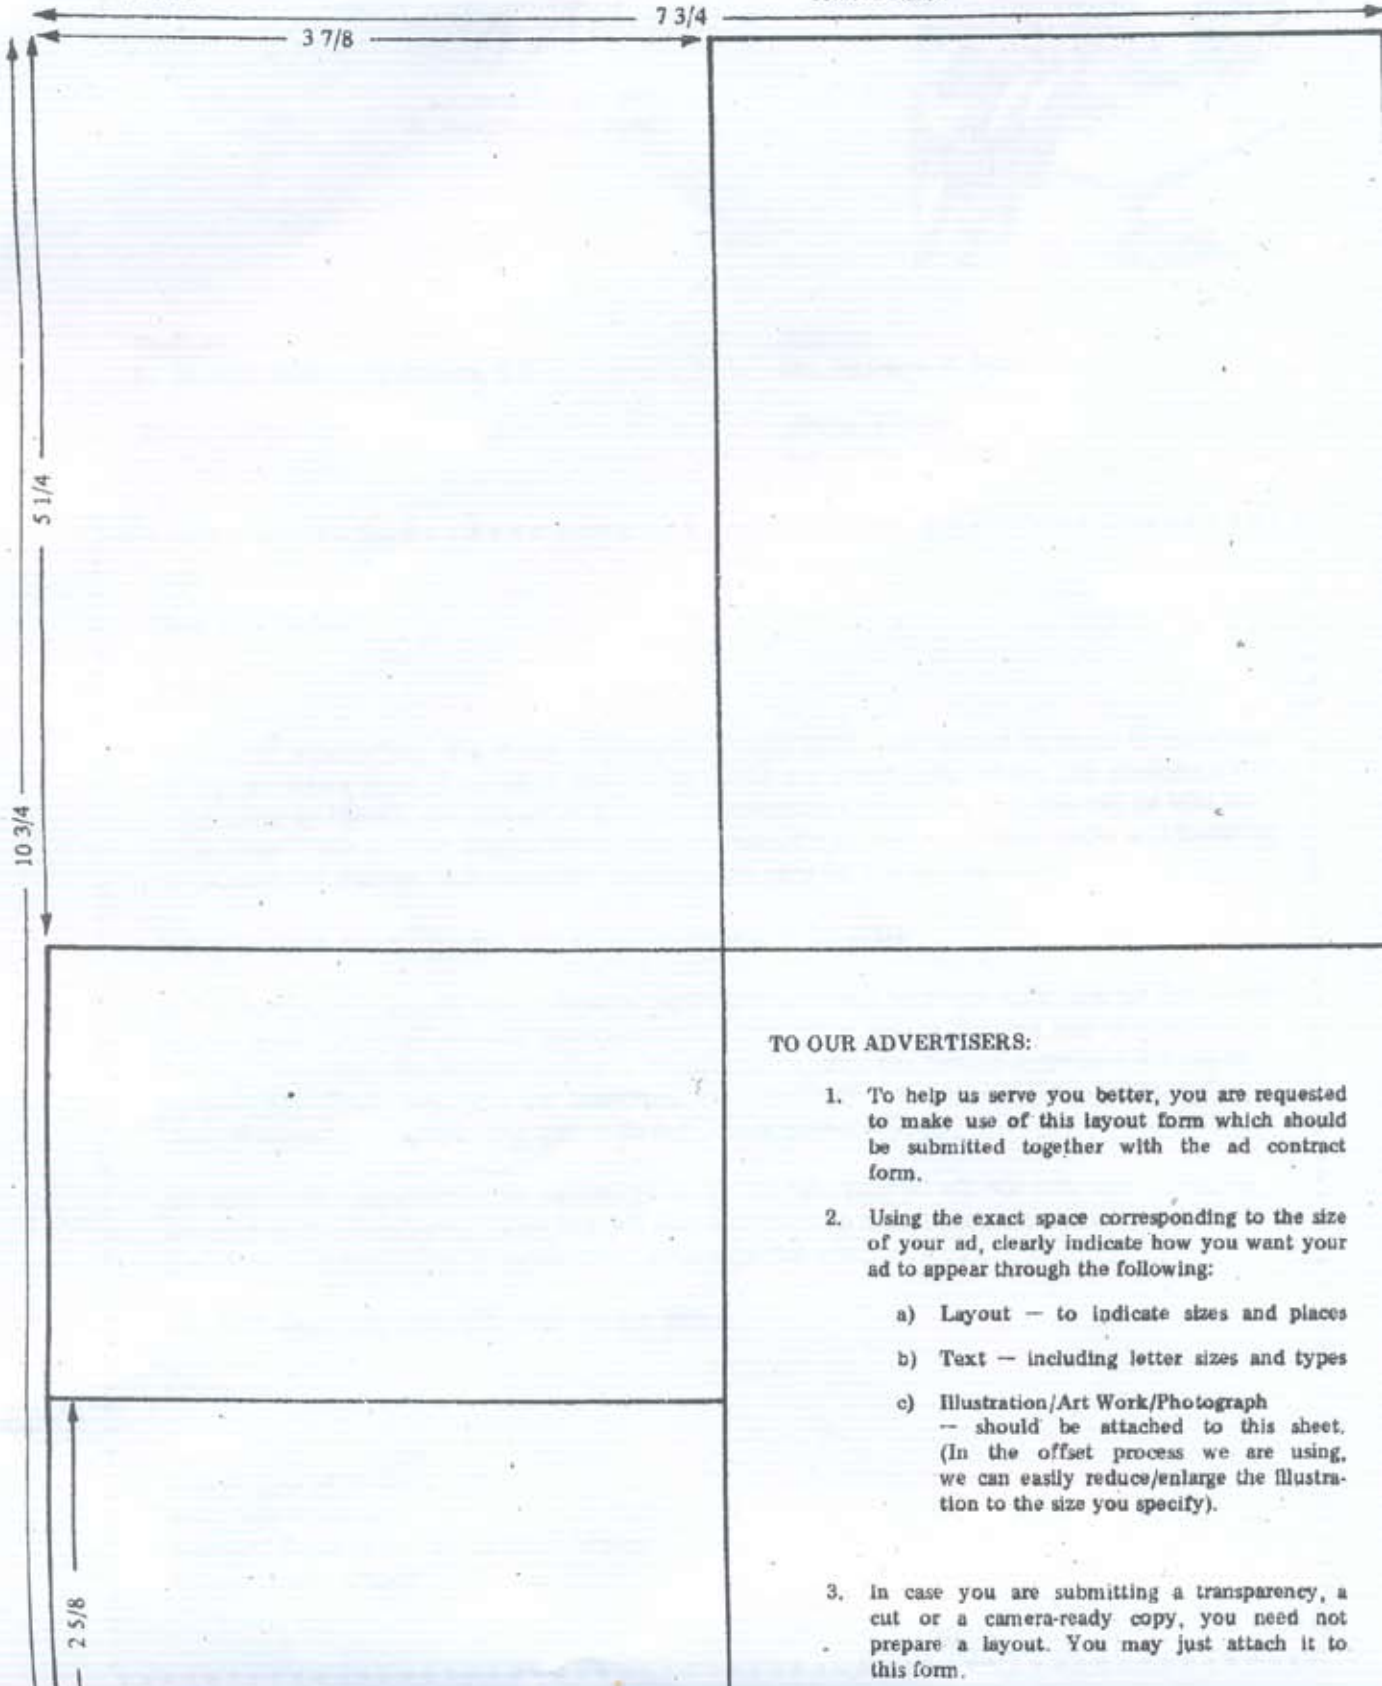 7 3/4
3 7/8
5 1/4
10 3/4
TO OUR ADVERTISERS:
1. To help us serve you better, you are requested
to make use of this layout form which should
be submitted together with the ad contract
form.
2. Using the exact space corresponding to the size
of your ad, clearly indicate how you want your
ad to appear through the following:
a) Layout — to indicate sizes and places
b) Text — including letter sizes and types
c) Illustration/Art Work/Photograph
— should be attached to this sheet.
(In the offset process we are using,
we can easily reduce/enlarge the illustra-
tion to the size you specify).
2 5/8
3. In case you are submitting a transparency, a
cut or a camera-ready copy, you need not
prepare a layout. You may just attach it to
this form.